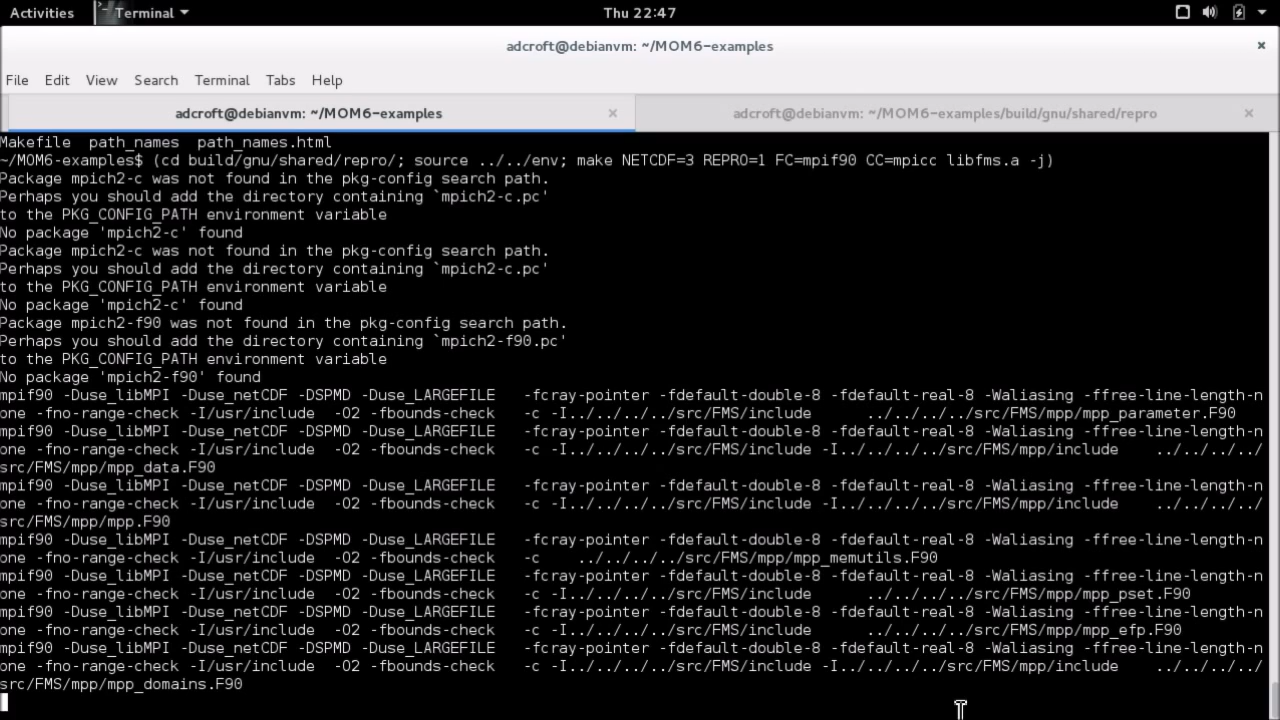 Activities Terminal Thu 22:47
adcroft@debianvm: ~/MOM6-examples ×
File Edit View Search Terminal Tabs Help
adcroft@debianvm: ~/MOM6-examples × adcroft@debianvm: ~/MOM6-examples/build/gnu/shared/repro ×
Makefile path_names path_names.html
~/MOM6-examples$ (cd build/gnu/shared/repro/; source ../../env; make NETCDF=3 REPRO=1 FC=mpif90 CC=mpicc libfms.a -j)
Package mpich2-c was not found in the pkg-config search path.
Perhaps you should add the directory containing `mpich2-c.pc'
to the PKG_CONFIG_PATH environment variable
No package 'mpich2-c' found
Package mpich2-c was not found in the pkg-config search path.
Perhaps you should add the directory containing `mpich2-c.pc'
to the PKG_CONFIG_PATH environment variable
No package 'mpich2-c' found
Package mpich2-f90 was not found in the pkg-config search path.
Perhaps you should add the directory containing `mpich2-f90.pc'
to the PKG_CONFIG_PATH environment variable
No package 'mpich2-f90' found
mpif90 -Duse_libMPI -Duse_netCDF -DSPMD -Duse_LARGEFILE -fcray-pointer -fdefault-double-8 -fdefault-real-8 -Waliasing -ffree-line-length-n
one -fno-range-check -I/usr/include -O2 -fbounds-check -c -I../../../../src/FMS/include ../../../../src/FMS/mpp/mpp_parameter.F90
mpif90 -Duse_libMPI -Duse_netCDF -DSPMD -Duse_LARGEFILE -fcray-pointer -fdefault-double-8 -fdefault-real-8 -Waliasing -ffree-line-length-n
one -fno-range-check -I/usr/include -O2 -fbounds-check -c -I../../../../src/FMS/include -I../../../../src/FMS/mpp/include ../../../../
src/FMS/mpp/mpp_data.F90
mpif90 -Duse_libMPI -Duse_netCDF -DSPMD -Duse_LARGEFILE -fcray-pointer -fdefault-double-8 -fdefault-real-8 -Waliasing -ffree-line-length-n
one -fno-range-check -I/usr/include -O2 -fbounds-check -c -I../../../../src/FMS/include -I../../../../src/FMS/mpp/include ../../../../
src/FMS/mpp/mpp.F90
mpif90 -Duse_libMPI -Duse_netCDF -DSPMD -Duse_LARGEFILE -fcray-pointer -fdefault-double-8 -fdefault-real-8 -Waliasing -ffree-line-length-n
one -fno-range-check -I/usr/include -O2 -fbounds-check -c ../../../../src/FMS/mpp/mpp_memutils.F90
mpif90 -Duse_libMPI -Duse_netCDF -DSPMD -Duse_LARGEFILE -fcray-pointer -fdefault-double-8 -fdefault-real-8 -Waliasing -ffree-line-length-n
one -fno-range-check -I/usr/include -O2 -fbounds-check -c -I../../../../src/FMS/include ../../../../src/FMS/mpp/mpp_pset.F90
mpif90 -Duse_libMPI -Duse_netCDF -DSPMD -Duse_LARGEFILE -fcray-pointer -fdefault-double-8 -fdefault-real-8 -Waliasing -ffree-line-length-n
one -fno-range-check -I/usr/include -O2 -fbounds-check -c -I../../../../src/FMS/include ../../../../src/FMS/mpp/mpp_efp.F90
mpif90 -Duse_libMPI -Duse_netCDF -DSPMD -Duse_LARGEFILE -fcray-pointer -fdefault-double-8 -fdefault-real-8 -Waliasing -ffree-line-length-n
one -fno-range-check -I/usr/include -O2 -fbounds-check -c -I../../../../src/FMS/include -I../../../../src/FMS/mpp/include ../../../../
src/FMS/mpp/mpp_domains.F90